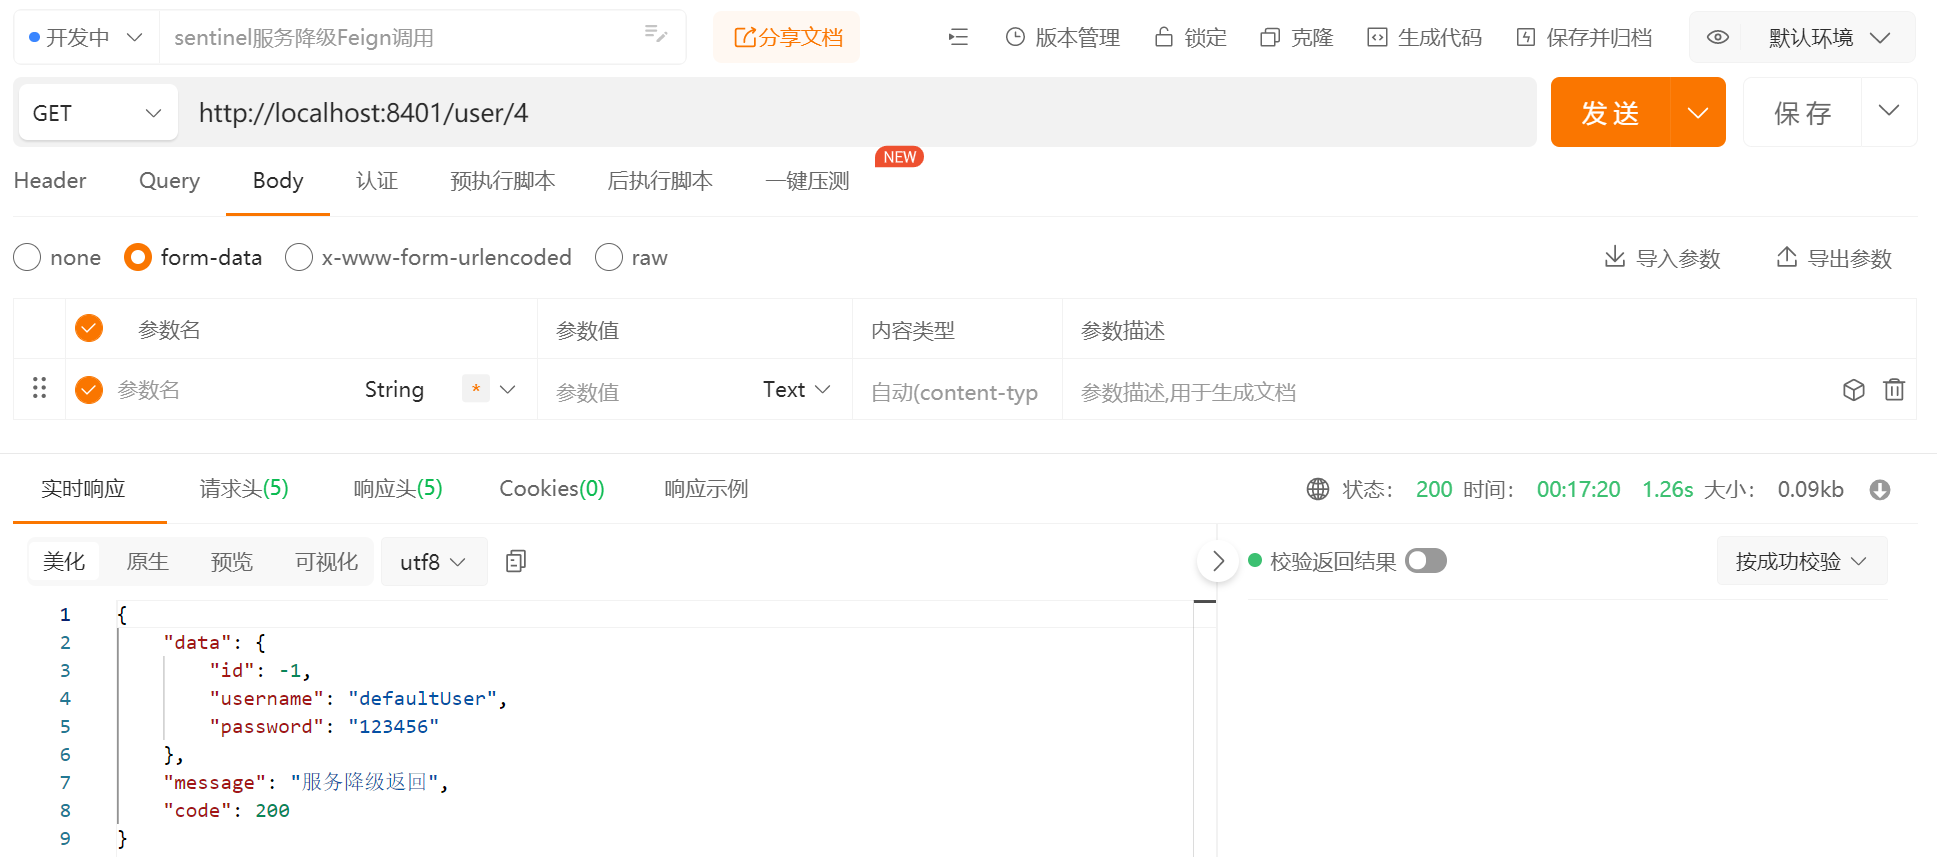 开发中 sentinel服务降级Feign调用 分享文档 版本管理 锁定 克隆 生成代码 保存并归档 默认环境
GET http://localhost:8401/user/4 发送 保存
NEW
Header Query Body 认证 预执行脚本 后执行脚本 一键压测
none form-data x-www-form-urlencoded raw 导入参数 导出参数
参数名 参数值 内容类型 参数描述
参数名 String * 参数值 Text 自动(content-typ 参数描述,用于生成文档
实时响应 请求头(5) 响应头(5) Cookies(0) 响应示例 状态： 200 时间： 00:17:20 1.26s 大小： 0.09kb
美化 原生 预览 可视化 utf8 校验返回结果 按成功校验
1 {
2 "data": {
3 "id": -1,
4 "username": "defaultUser",
5 "password": "123456"
6 },
7 "message": "服务降级返回",
8 "code": 200
9 }